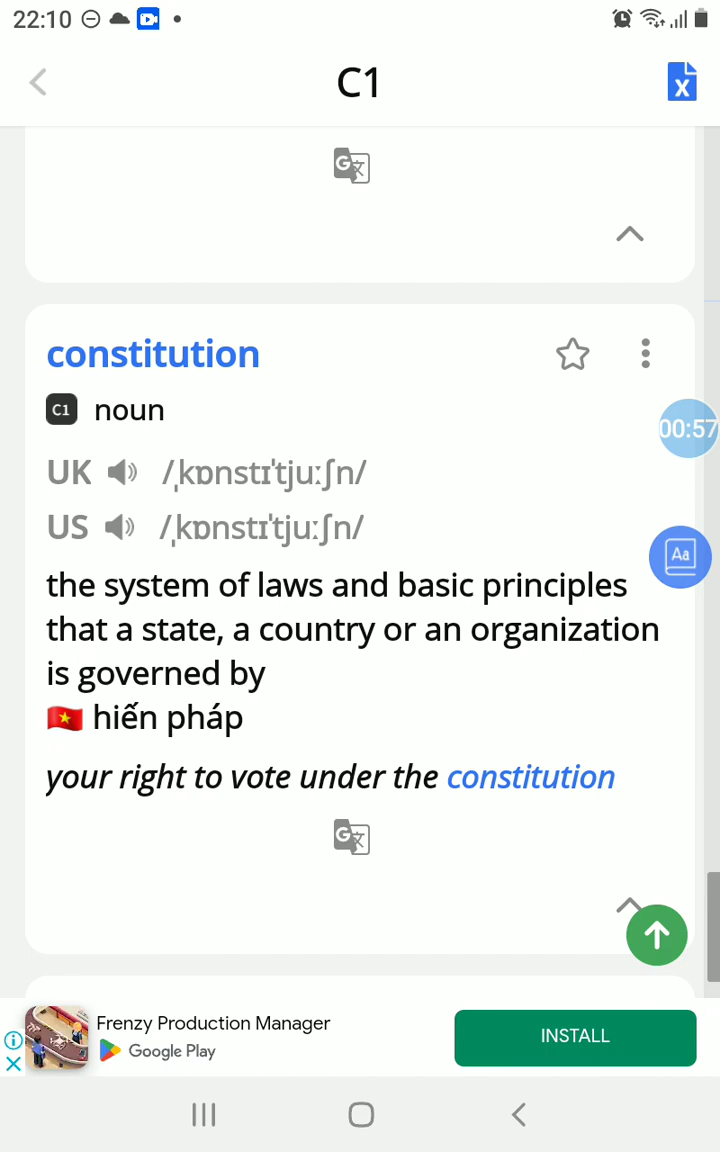 22:10
C1
constitution
C1 noun
UK /ˌkɒnstɪˈtjuːʃn/
US /ˌkɒnstɪˈtjuːʃn/
00:57
Aa
the system of laws and basic principles
that a state, a country or an organization
is governed by
hiến pháp
your right to vote under the constitution
Frenzy Production Manager
Google Play
INSTALL